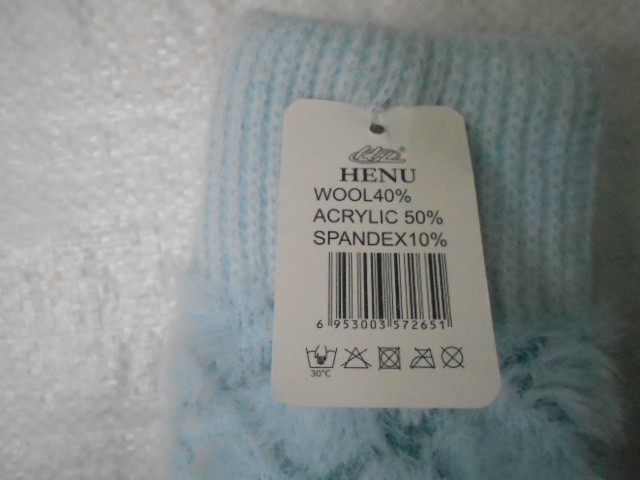 HENU
WOOL40%
ACRYLIC 50%
SPANDEX10%
6 953003 572651
30°C